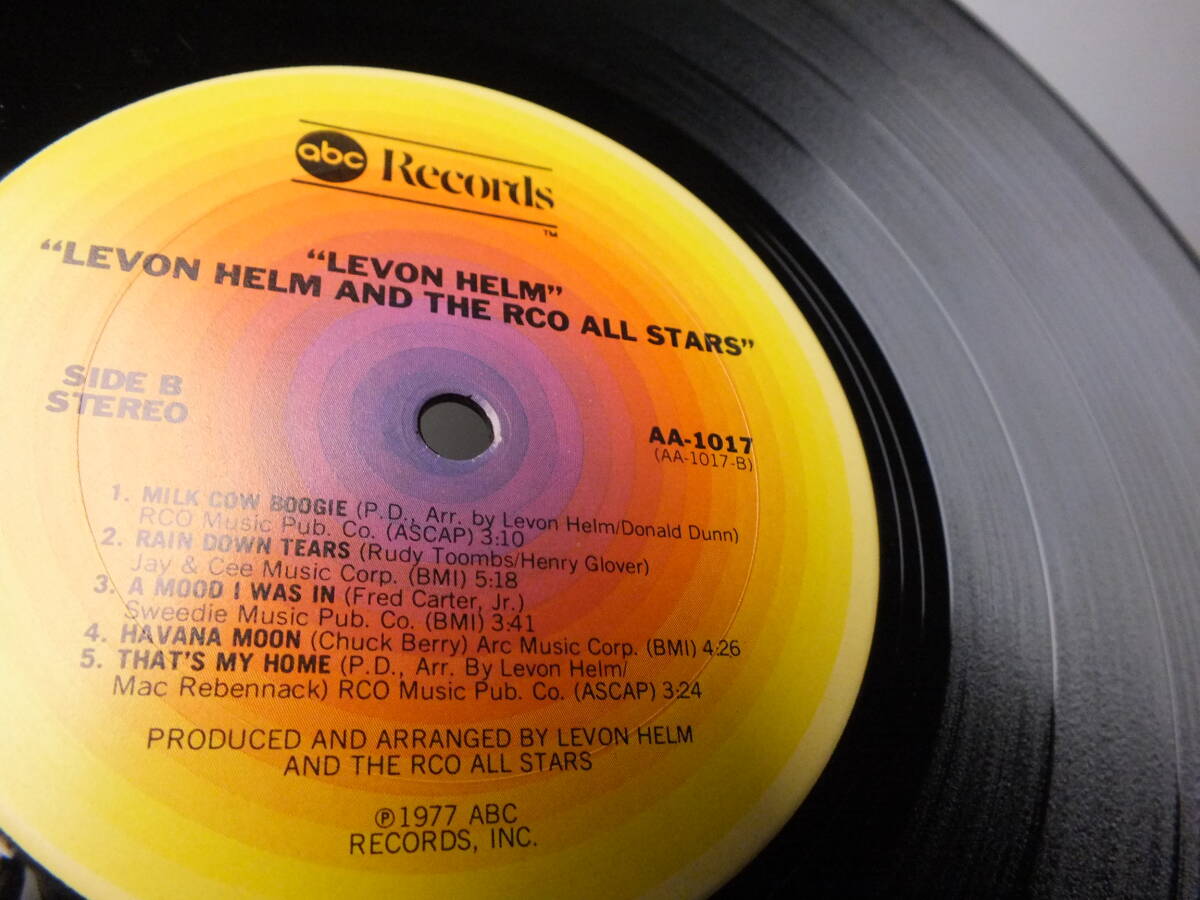 abc Records
TM
"LEVON HELM"
"LEVON HELM AND THE RCO ALL STARS"
SIDE B
STEREO
AA-1017
(AA-1017-B)
1. MILK COW BOOGIE (P.D., Arr. by Levon Helm/Donald Dunn)
RCO Music Pub. Co. (ASCAP) 3:10
2. RAIN DOWN TEARS (Rudy Toombs/Henry Glover)
Jay & Cee Music Corp. (BMI) 5:18
3. A MOOD I WAS IN (Fred Carter, Jr.)
Sweedie Music Pub. Co. (BMI) 3:41
4. HAVANA MOON (Chuck Berry) Arc Music Corp. (BMI) 4:26
5. THAT'S MY HOME (P.D., Arr. By Levon Helm/
Mac Rebennack) RCO Music Pub. Co. (ASCAP) 3:24
PRODUCED AND ARRANGED BY LEVON HELM
AND THE RCO ALL STARS
℗1977 ABC
RECORDS, INC.